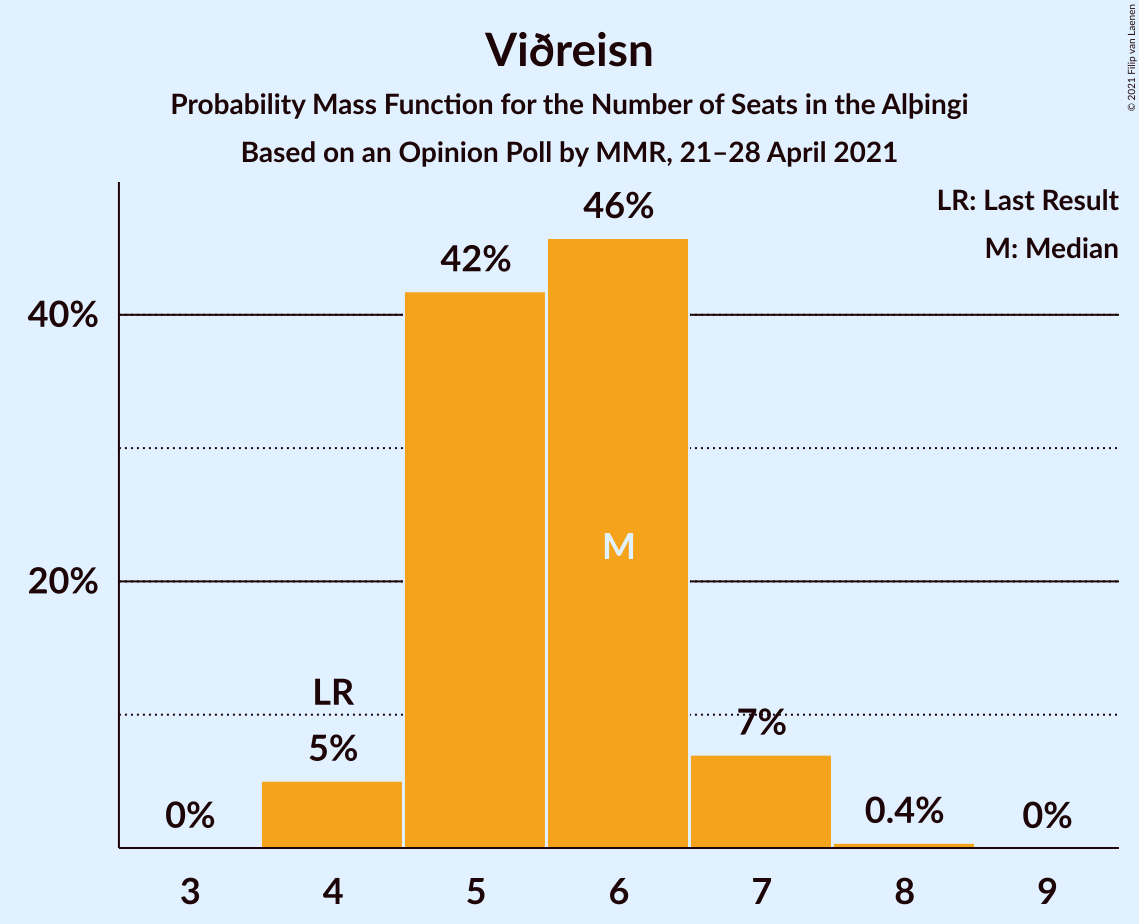 Viðreisn
Probability Mass Function for the Number of Seats in the Alþingi
Based on an Opinion Poll by MMR, 21–28 April 2021
© 2021 Filip van Laenen
LR: Last Result
M: Median
46%
42%
40%
M
20%
LR
7%
5%
0%
0.4%
0%
3 4 5 6 7 8 9